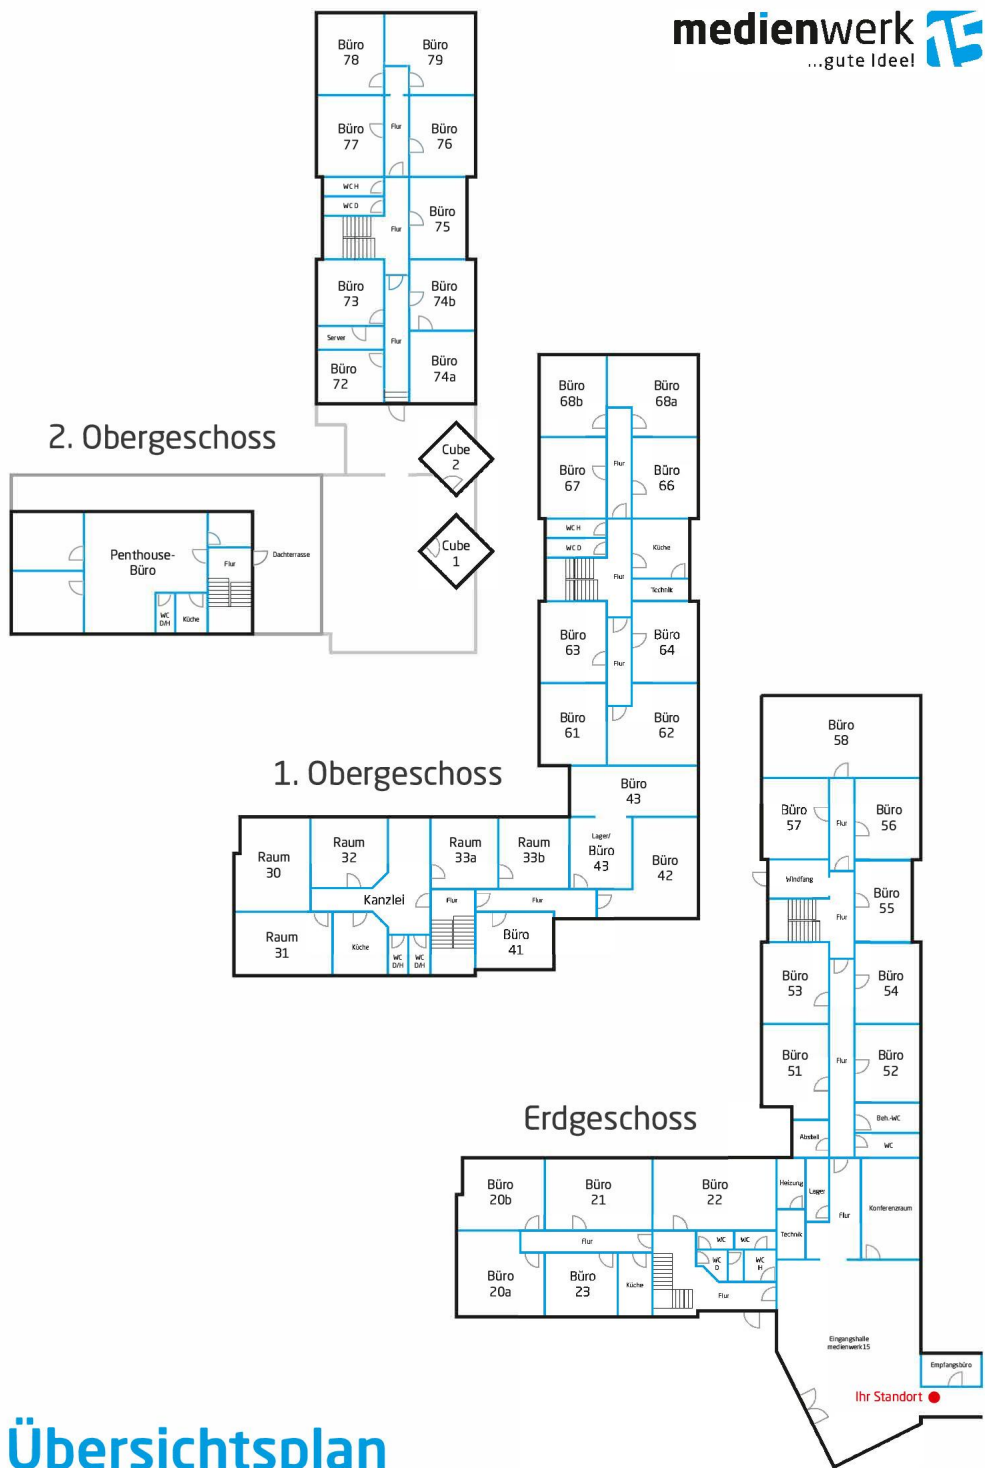 medienwerk 15
...gute Idee!
Büro
78
Büro
79
Büro
77
Flur
Büro
76
WC H
WC D
Flur
Büro
75
Büro
73
Büro
74b
Server
Flur
Büro
72
Büro
74a
2. Obergeschoss
Cube
2
Cube
1
Penthouse-
Büro
Flur
Dachterrasse
WC
D/H
Küche
Büro
68b
Büro
68a
Büro
67
Flur
Büro
66
WC H
WC D
Flur
Küche
Technik
Büro
63
Flur
Büro
64
Büro
61
Büro
62
1. Obergeschoss
Büro
43
Raum
30
Raum
32
Raum
33a
Raum
33b
Lager/
Büro
43
Büro
42
Kanzlei
Flur
Flur
Raum
31
Küche
WC
D/H
WC
D/H
Büro
41
Büro
58
Büro
57
Flur
Büro
56
Windfang
Flur
Büro
55
Büro
53
Büro
54
Büro
51
Flur
Büro
52
Erdgeschoss
Beh.-WC
Abstell
WC
Büro
20b
Büro
21
Büro
22
Heizung
Lager
Flur
Konferenzraum
Flur
WC
WC
Technik
Büro
20a
Büro
23
Küche
WC
D
WC
H
Flur
Eingangshalle
medienwerk15
Empfangsbüro
Ihr Standort
Übersichtsplan